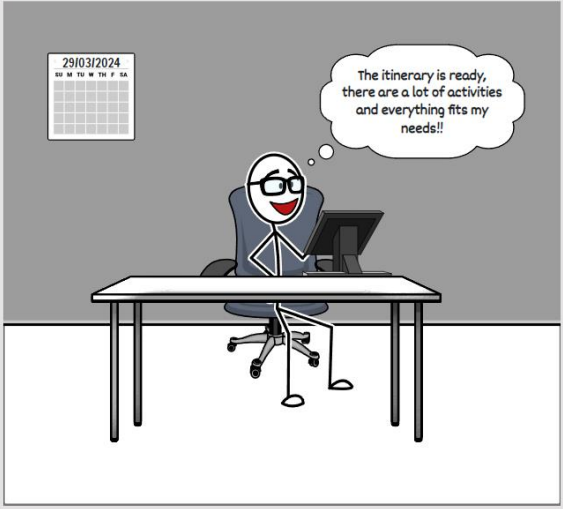 29/03/2024
SU M TU W TH F SA
The itinerary is ready,
there are a lot of activities
and everything fits my
needs!!